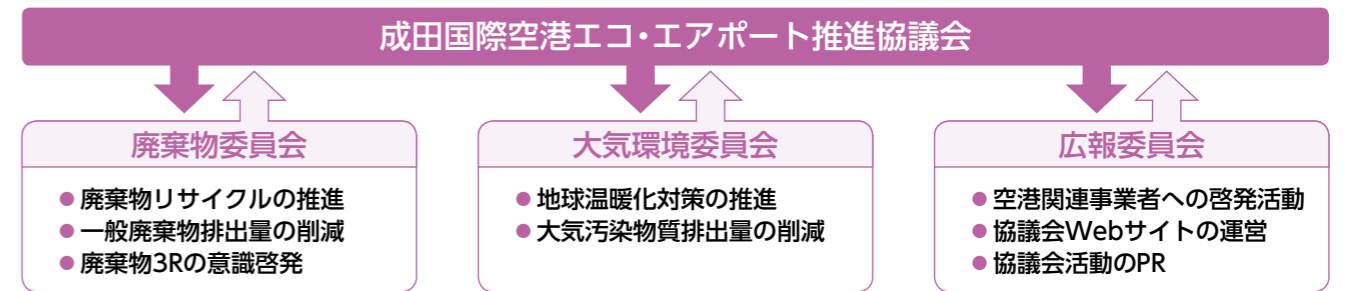 成田国際空港エコ・エアポート推進協議会
廃棄物委員会
● 廃棄物リサイクルの推進
● 一般廃棄物排出量の削減
● 廃棄物3Rの意識啓発
大気環境委員会
● 地球温暖化対策の推進
● 大気汚染物質排出量の削減
広報委員会
● 空港関連事業者への啓発活動
● 協議会Webサイトの運営
● 協議会活動のPR